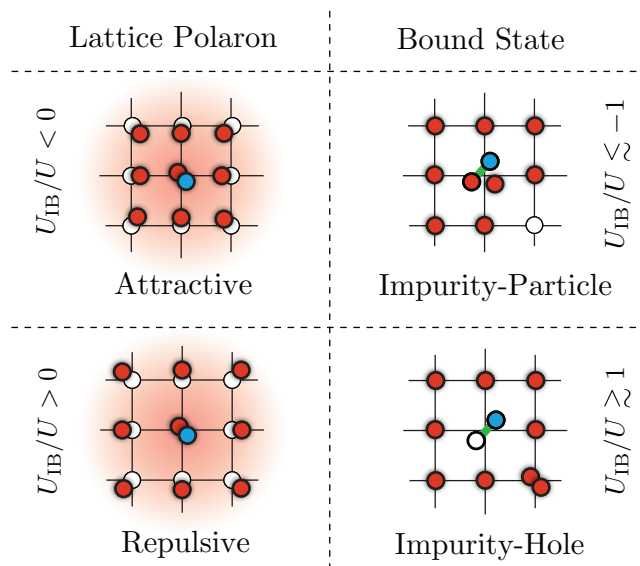 Lattice Polaron
Bound State
U_IB/U < 0
U_IB/U ≲ −1
Attractive
Impurity-Particle
U_IB/U > 0
U_IB/U ≳ 1
Repulsive
Impurity-Hole